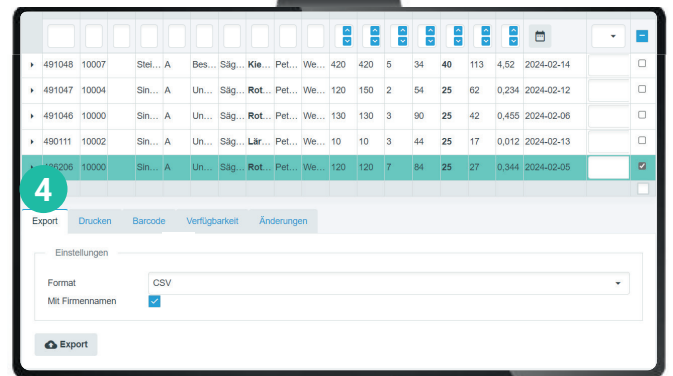 491048 10007 Stei... A Bes... Säg... Kie... Pet... We... 420 420 5 34 40 113 4,52 2024-02-14
491047 10004 Sin... A Un... Säg... Rot... Pet... We... 120 150 2 54 25 62 0,234 2024-02-12
491046 10000 Sin... A Un... Säg... Rot... Pet... We... 130 130 3 90 25 42 0,455 2024-02-06
490111 10002 Sin... A Un... Säg... Lär... Pet... We... 10 10 3 44 25 17 0,012 2024-02-13
496206 10000 Sin... A Un... Säg... Rot... Pet... We... 120 120 7 84 25 27 0,344 2024-02-05
4
Export Drucken Barcode Verfügbarkeit Änderungen
Einstellungen
Format CSV
Mit Firmennamen
Export